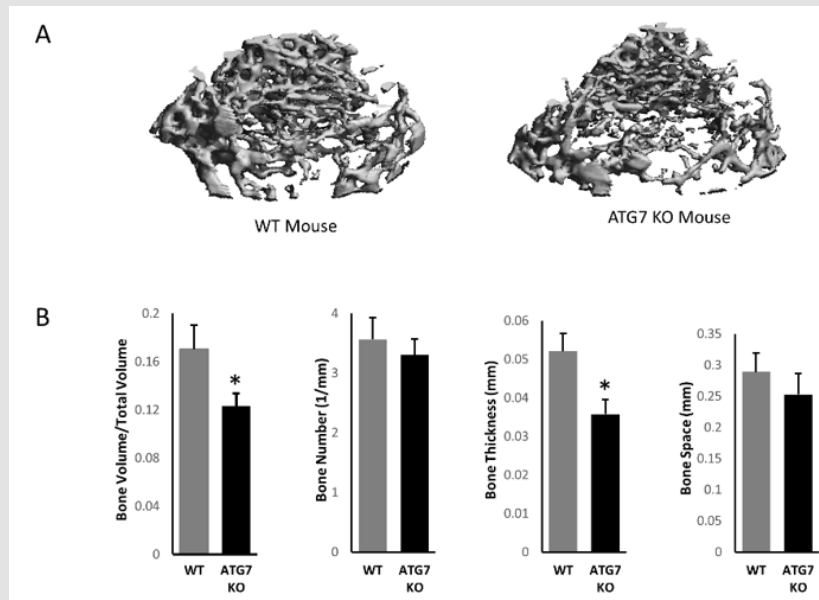 A
WT Mouse
ATG7 KO Mouse
B
Bone Volume/Total Volume
0.2
0.16
0.12
0.08
0.04
0
*
WT
ATG7
KO
Bone Number (1/mm)
4
3
2
1
0
WT
ATG7
KO
Bone Thickness (mm)
0.06
0.05
0.04
0.03
0.02
0.01
0
*
WT
ATG7
KO
Bone Space (mm)
0.35
0.3
0.25
0.2
0.15
0.1
0.05
0
WT
ATG7
KO